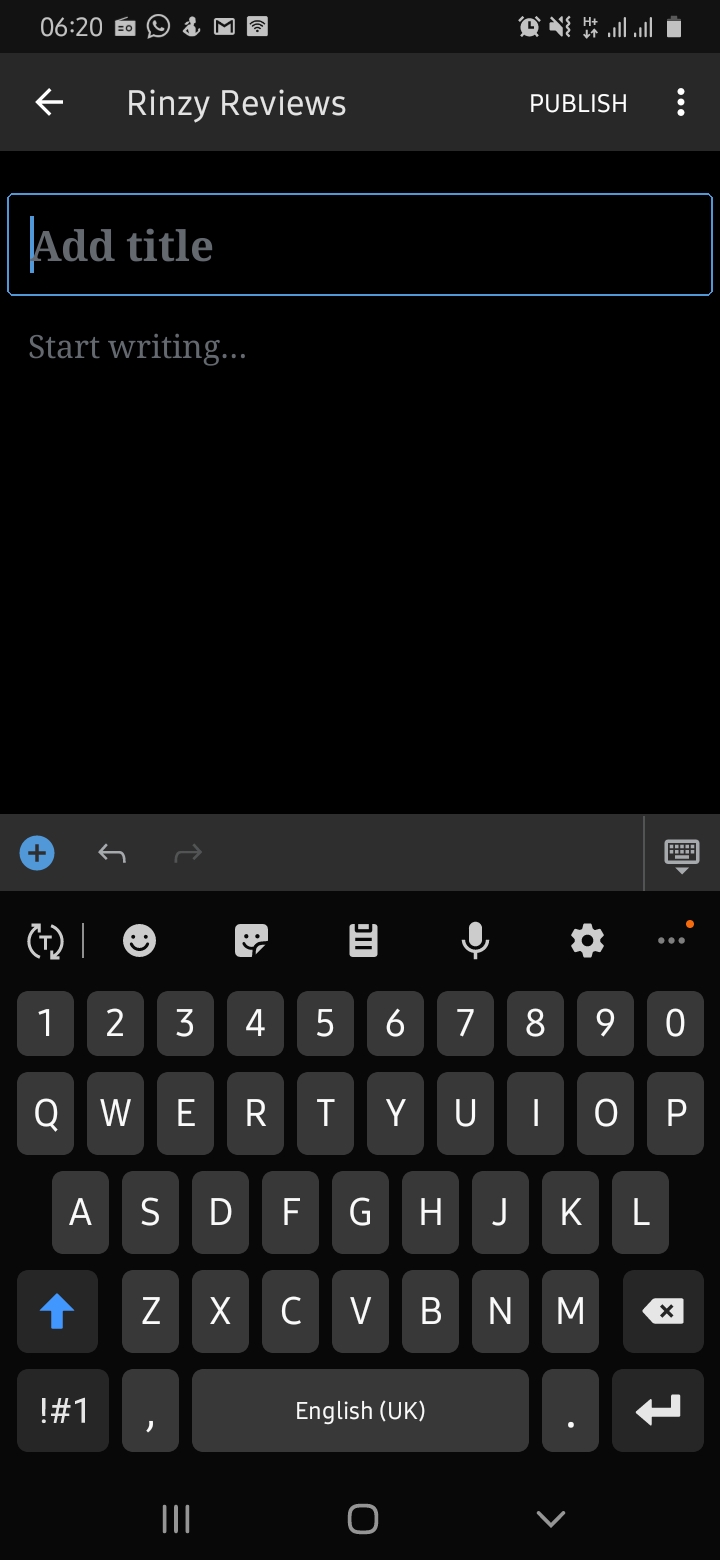 06:20 H+
Rinzy Reviews PUBLISH
Add title
Start writing...
T
1 2 3 4 5 6 7 8 9 0
Q W E R T Y U I O P
A S D F G H J K L
Z X C V B N M
!#1 , English (UK) .